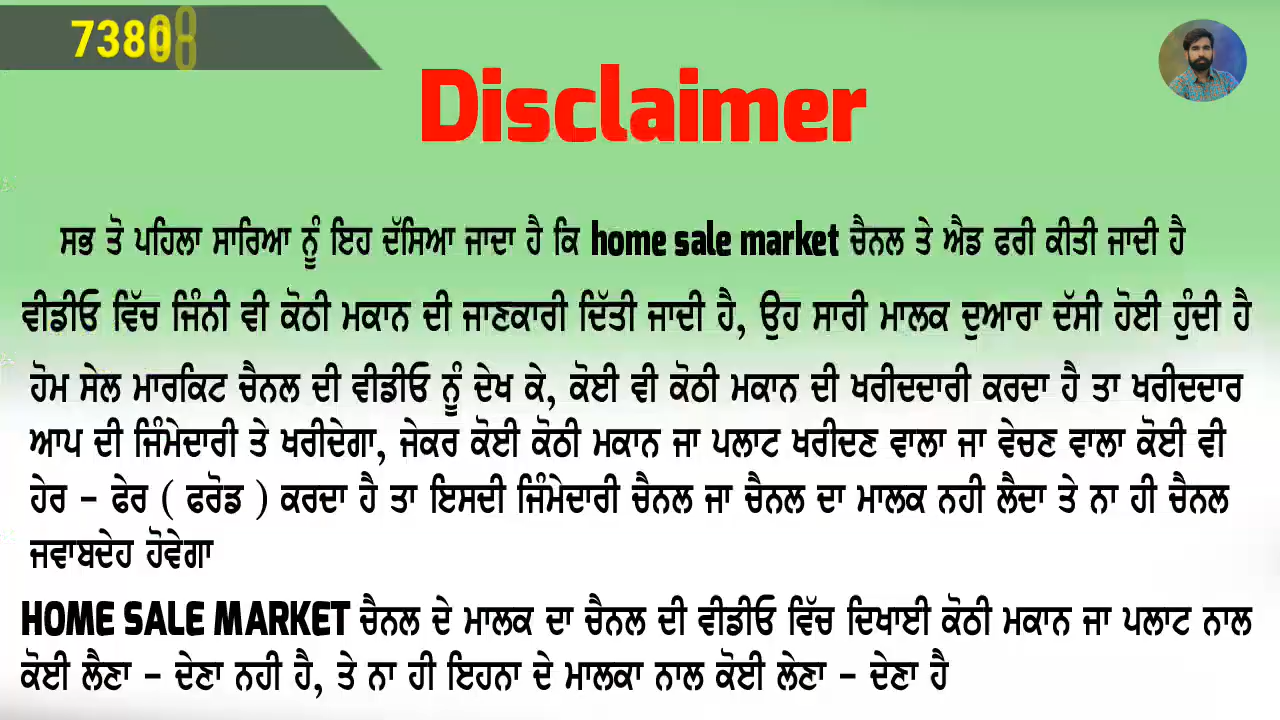 7380
Disclaimer
ਸਭ ਤੋ ਪਹਿਲਾ ਸਾਰਿਆ ਨੂੰ ਇਹ ਦੱਸਿਆ ਜਾਦਾ ਹੈ ਕਿ home sale market ਚੈਨਲ ਤੇ ਐਡ ਫਰੀ ਕੀਤੀ ਜਾਦੀ ਹੈ
ਵੀਡੀਓ ਵਿੱਚ ਜਿੰਨੀ ਵੀ ਕੋਠੀ ਮਕਾਨ ਦੀ ਜਾਣਕਾਰੀ ਦਿੱਤੀ ਜਾਦੀ ਹੈ, ਉਹ ਸਾਰੀ ਮਾਲਕ ਦੁਆਰਾ ਦੱਸੀ ਹੋਈ ਹੁੰਦੀ ਹੈ
ਹੋਮ ਸੇਲ ਮਾਰਕਿਟ ਚੈਨਲ ਦੀ ਵੀਡੀਓ ਨੂੰ ਦੇਖ ਕੇ, ਕੋਈ ਵੀ ਕੋਠੀ ਮਕਾਨ ਦੀ ਖਰੀਦਦਾਰੀ ਕਰਦਾ ਹੈ ਤਾ ਖਰੀਦਦਾਰ
ਆਪ ਦੀ ਜਿੰਮੇਦਾਰੀ ਤੇ ਖਰੀਦੇਗਾ, ਜੇਕਰ ਕੋਈ ਕੋਠੀ ਮਕਾਨ ਜਾ ਪਲਾਟ ਖਰੀਦਣ ਵਾਲਾ ਜਾ ਵੇਚਣ ਵਾਲਾ ਕੋਈ ਵੀ
ਹੇਰ - ਫੇਰ ( ਫਰੋਡ ) ਕਰਦਾ ਹੈ ਤਾ ਇਸਦੀ ਜਿੰਮੇਦਾਰੀ ਚੈਨਲ ਜਾ ਚੈਨਲ ਦਾ ਮਾਲਕ ਨਹੀ ਲੈਦਾ ਤੇ ਨਾ ਹੀ ਚੈਨਲ
ਜਵਾਬਦੇਹ ਹੋਵੇਗਾ
HOME SALE MARKET ਚੈਨਲ ਦੇ ਮਾਲਕ ਦਾ ਚੈਨਲ ਦੀ ਵੀਡੀਓ ਵਿੱਚ ਦਿਖਾਈ ਕੋਠੀ ਮਕਾਨ ਜਾ ਪਲਾਟ ਨਾਲ
ਕੋਈ ਲੈਣਾ - ਦੇਣਾ ਨਹੀ ਹੈ, ਤੇ ਨਾ ਹੀ ਇਹਨਾ ਦੇ ਮਾਲਕਾ ਨਾਲ ਕੋਈ ਲੇਣਾ - ਦੇਣਾ ਹੈ